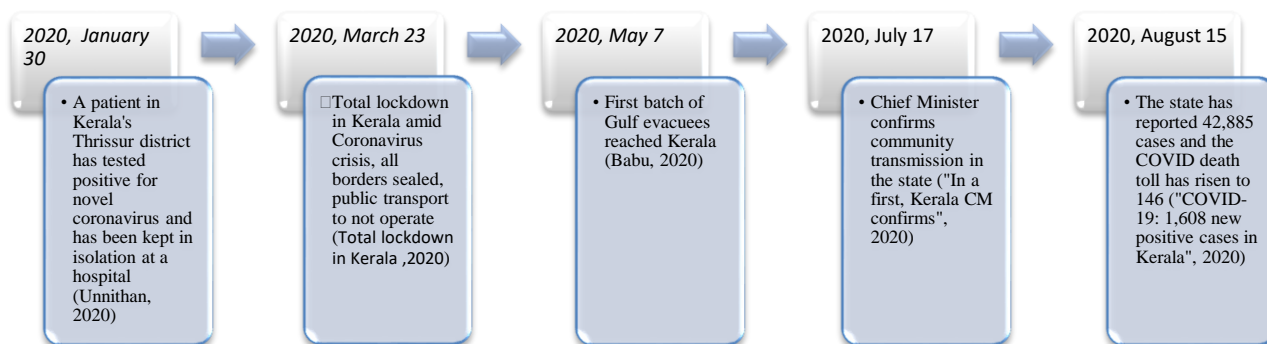 2020, January
30
• A patient in
Kerala's
Thrissur district
has tested
positive for
novel
coronavirus and
has been kept in
isolation at a
hospital
(Unnithan,
2020)
2020, March 23
□Total lockdown
in Kerala amid
Coronavirus
crisis, all
borders sealed,
public transport
to not operate
(Total lockdown
in Kerala ,2020)
2020, May 7
• First batch of
Gulf evacuees
reached Kerala
(Babu, 2020)
2020, July 17
• Chief Minister
confirms
community
transmission in
the state ("In a
first, Kerala CM
confirms",
2020)
2020, August 15
• The state has
reported 42,885
cases and the
COVID death
toll has risen to
146 ("COVID-
19: 1,608 new
positive cases in
Kerala", 2020)